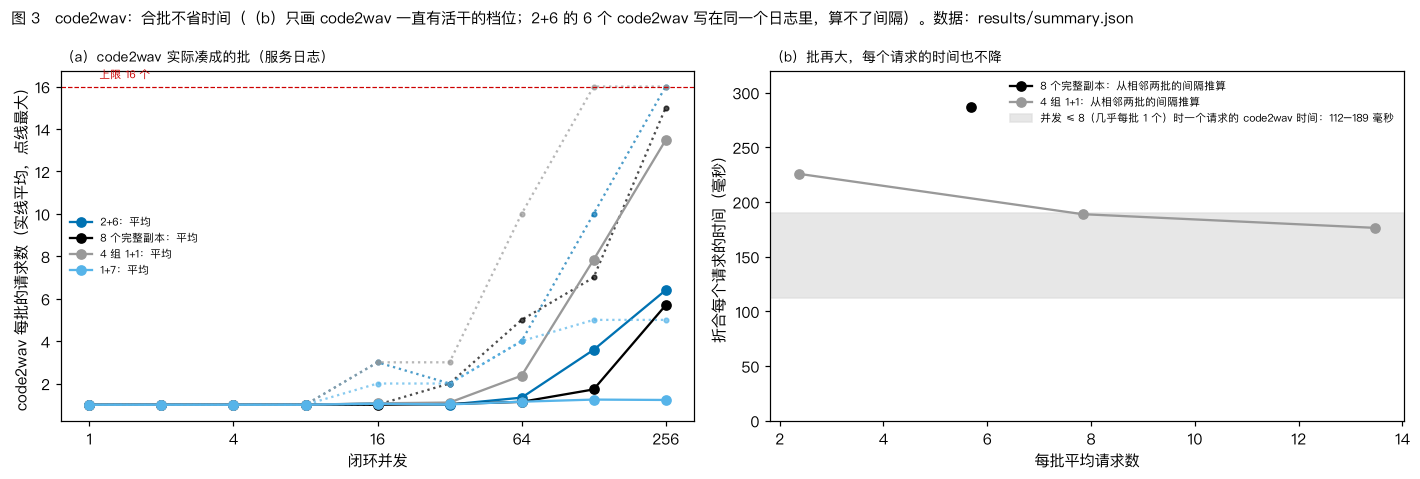 图 3　code2wav：合批不省时间（（b）只画 code2wav 一直有活干的档位；2+6 的 6 个 code2wav 写在同一个日志里，算不了间隔）。数据：results/summary.json
（a）code2wav 实际凑成的批（服务日志）
上限 16 个
code2wav 每批的请求数（实线平均，点线最大）
16
14
12
10
8
6
4
2
2+6：平均
8 个完整副本：平均
4 组 1+1：平均
1+7：平均
1
4
16
64
256
闭环并发
（b）批再大，每个请求的时间也不降
折合每个请求的时间（毫秒）
300
250
200
150
100
50
0
8 个完整副本：从相邻两批的间隔推算
4 组 1+1：从相邻两批的间隔推算
并发 ≤ 8（几乎每批 1 个）时一个请求的 code2wav 时间：112—189 毫秒
2
4
6
8
10
12
14
每批平均请求数